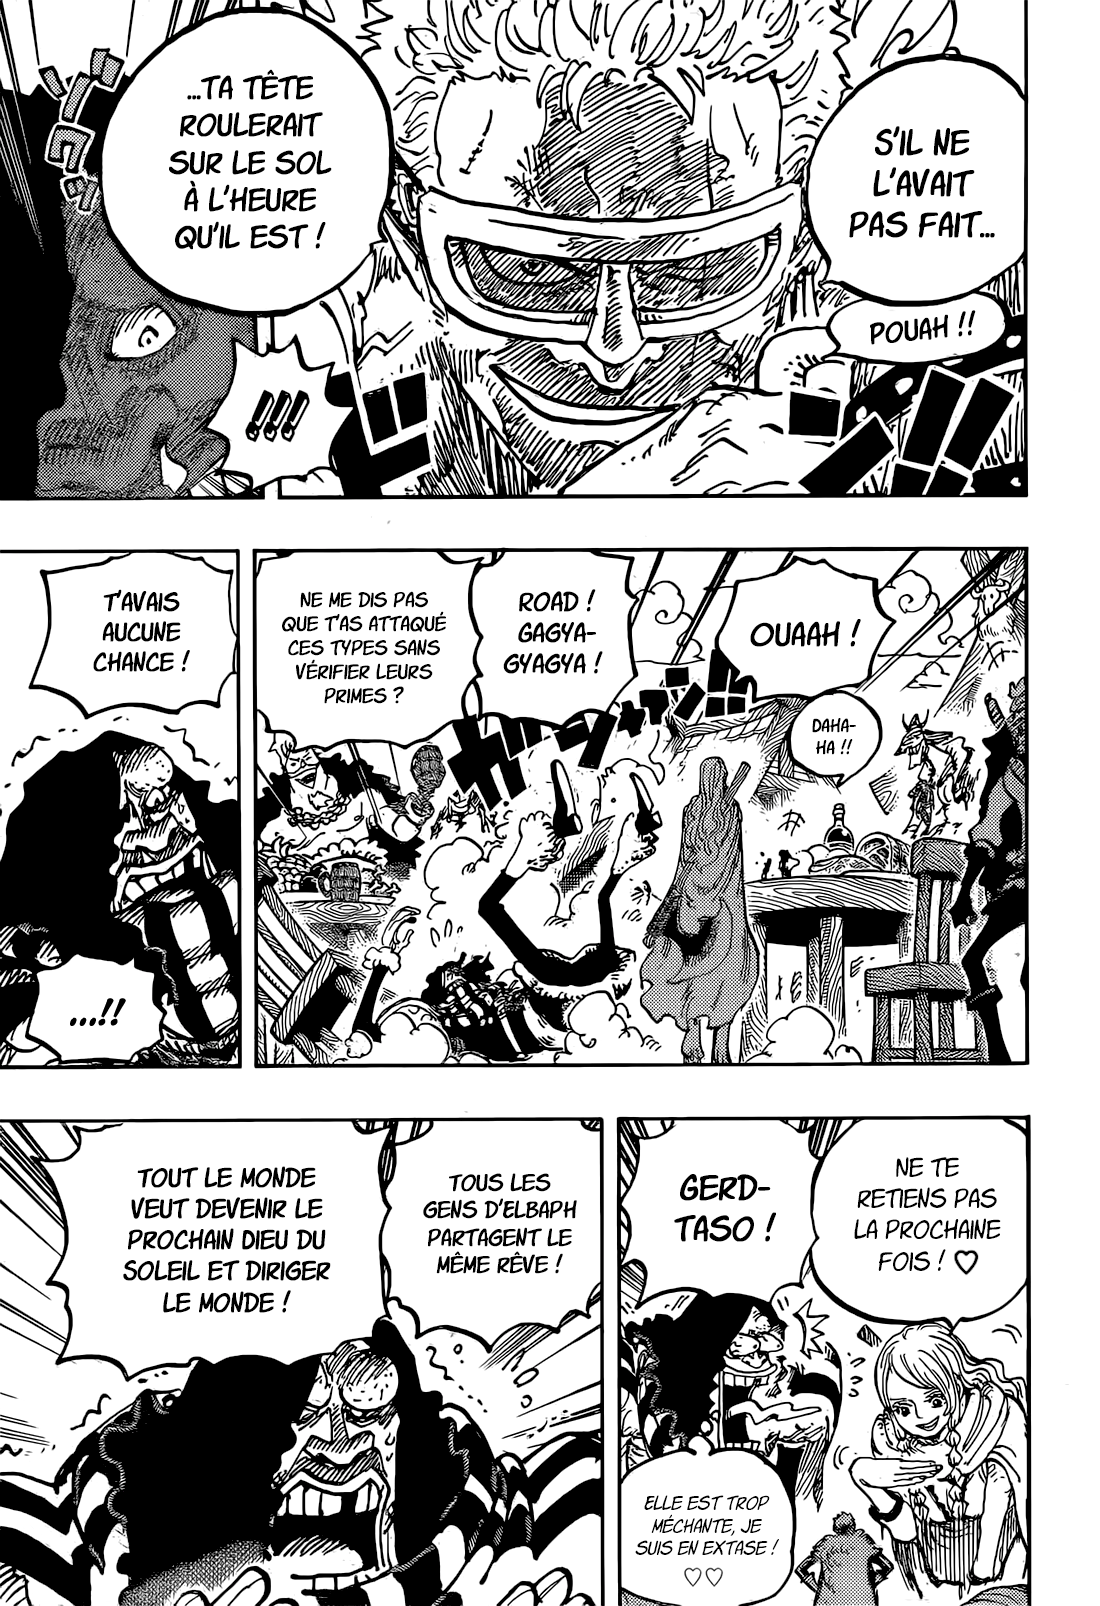 S'IL NE
L'AVAIT
PAS FAIT...
POUAH !!
...TA TÊTE
ROULERAIT
SUR LE SOL
À L'HEURE
QU'IL EST !
!!!
ド
ゾクッ
OUAAH !
DAHA-
HA !!
ROAD !
GAGYA-
GYAGYA !
NE ME DIS PAS
QUE T'AS ATTAQUÉ
CES TYPES SANS
VÉRIFIER LEURS
PRIMES ?
T'AVAIS
AUCUNE
CHANCE !
...!!
NE TE
RETIENS PAS
LA PROCHAINE
FOIS ! ♡
GERD-
TASO !
ELLE EST TROP
MÉCHANTE, JE
SUIS EN EXTASE !
♡♡
TOUS LES
GENS D'ELBAPH
PARTAGENT LE
MÊME RÊVE !
TOUT LE MONDE
VEUT DEVENIR LE
PROCHAIN DIEU DU
SOLEIL ET DIRIGER
LE MONDE !